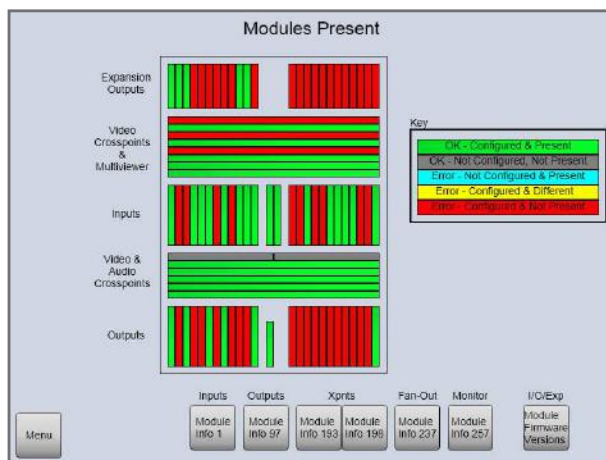 Modules Present
Expansion
Outputs
Video
Crosspoints
&
Multiviewer
Inputs
Video &
Audio
Crosspoints
Outputs
Key
OK - Configured & Present
OK - Not Configured, Not Present
Error - Not Configured & Present
Error - Configured & Different
Error - Configured & Not Present
Inputs
Outputs
Xpnts
Fan-Out
Monitor
I/O/Exp
Menu
Module
Info 1
Module
Info 97
Module
Info 193
Module
Info 198
Module
Info 237
Module
Info 257
Module
Firmware
Versions